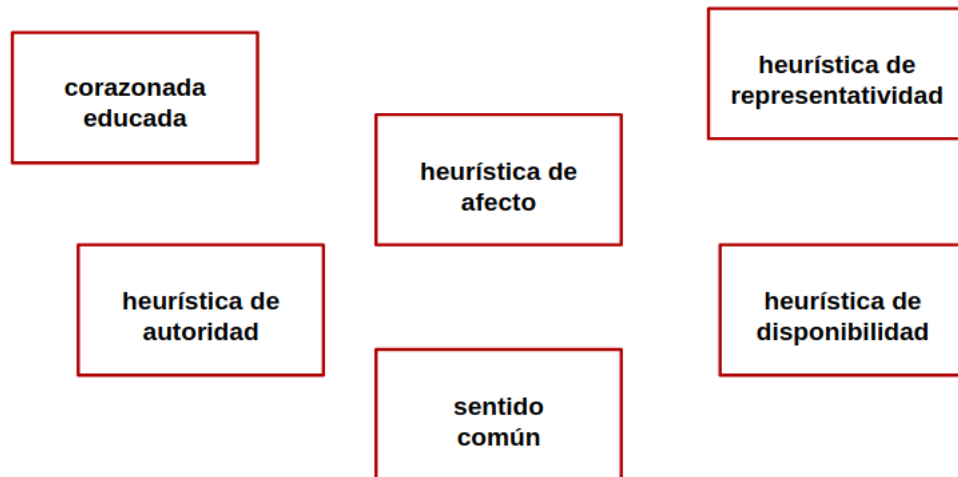 corazonada
educada
heurística de
representatividad
heurística de
afecto
heurística de
autoridad
heurística de
disponibilidad
sentido
común